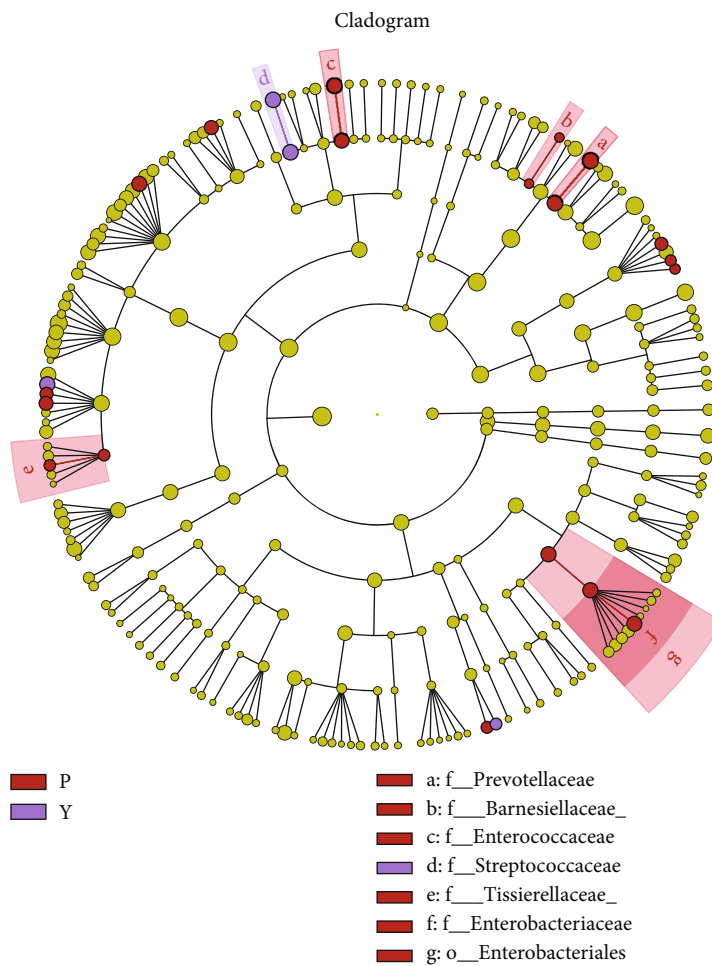 Cladogram
d
c
b
a
e
f
g
P
Y
a: f__Prevotellaceae
b: f___Barnesiellaceae_
c: f__Enterococcaceae
d: f__Streptococcaceae
e: f___Tissierellaceae_
f: f__Enterobacteriaceae
g: o__Enterobacteriales